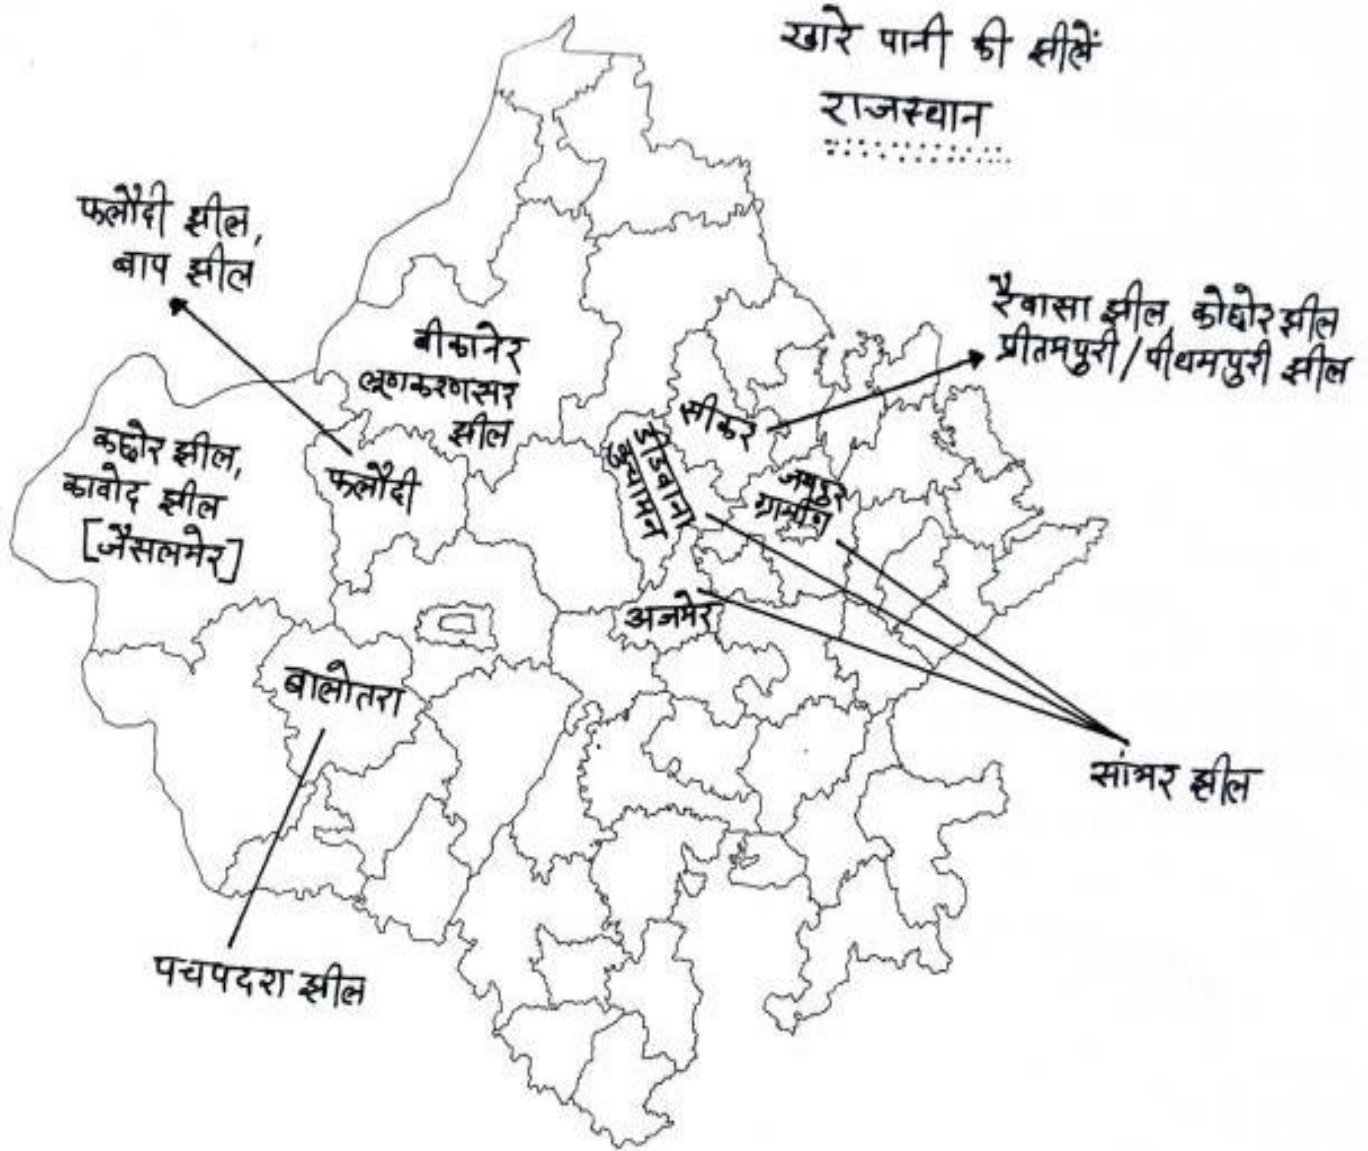 खारे पानी की झीलें
राजस्थान
फलौदी झील,
बाप झील
रैवासा झील, कोछोर झील
प्रीतमपुरी/पीथमपुरी झील
बीकानेर
लूणकरणसर
झील
सीकर
कछोर झील,
कावोद झील
[जैसलमेर]
फलौदी
डीडवाना
कुचामन
जयपुर
ग्रामीण
अजमेर
बालोतरा
सांभर झील
पचपदरा झील